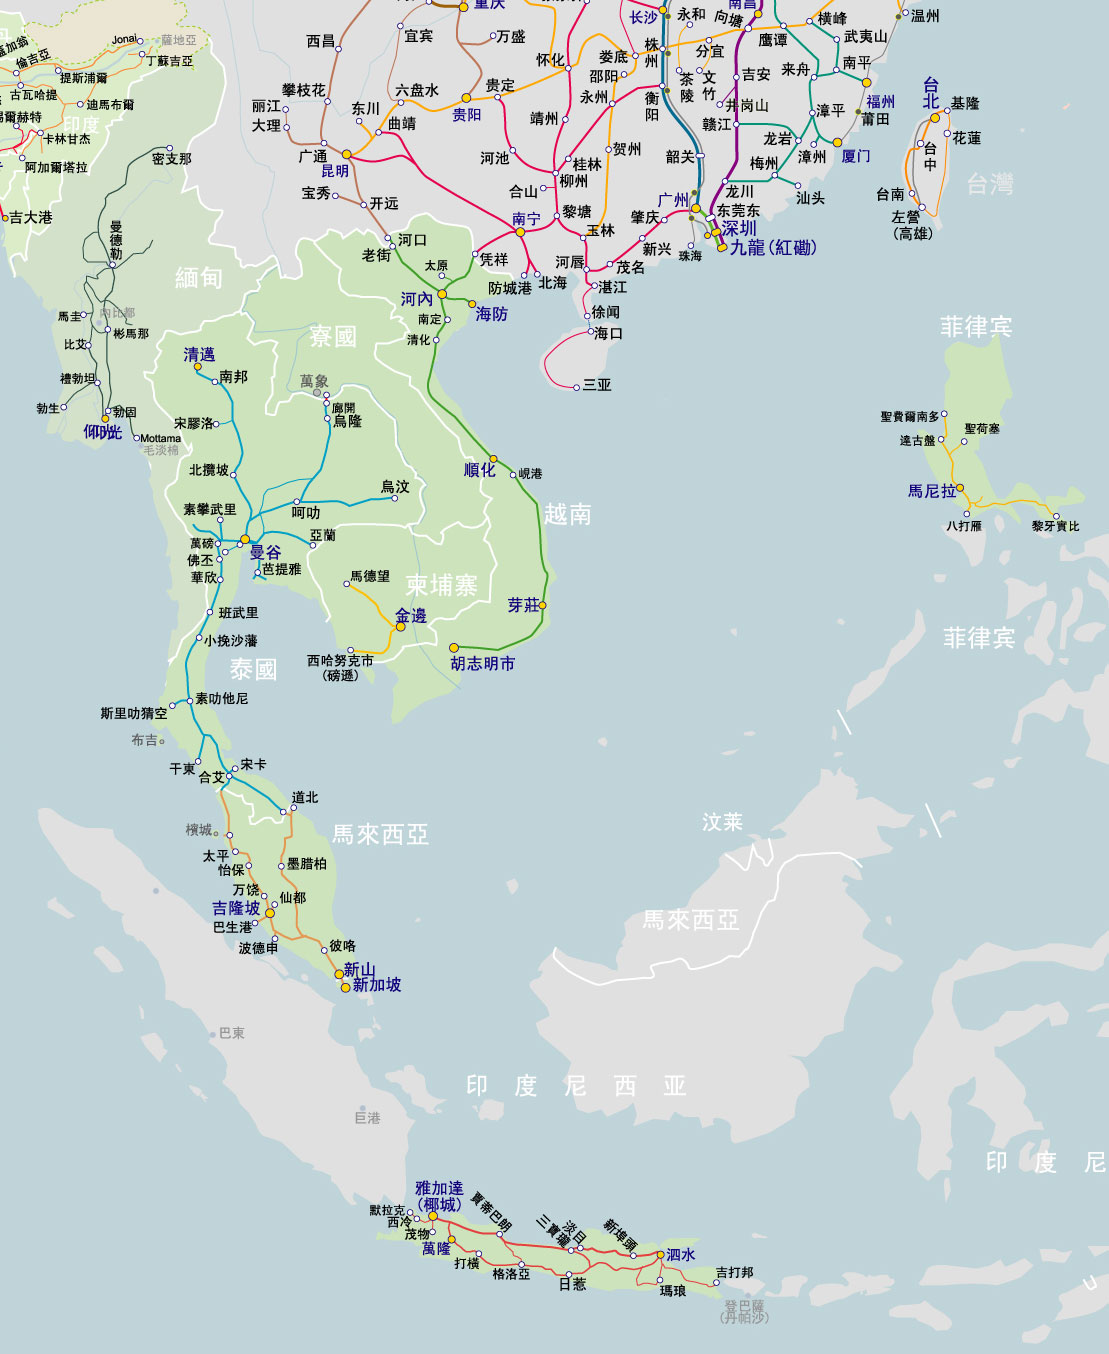 重庆
宜宾
万盛
西昌
长沙
永和
向塘
南昌
横峰
温州
武夷山
鹰潭
分宜
娄底
株州
怀化
邵阳
茶陵
文竹
吉安
来舟
南平
Jonai
薩地亞
丁蘇吉亞
倫吉亞
提斯浦爾
古瓦哈提
迪馬布爾
印度
卡林甘杰
阿加爾塔拉
吉大港
密支那
曼德勒
攀枝花
丽江
大理
六盘水
东川
曲靖
贵定
贵阳
永州
衡阳
井岗山
赣江
漳平
福州
莆田
台北
基隆
靖州
广通
昆明
河池
桂林
柳州
贺州
韶关
龙岩
梅州
漳州
厦门
花蓮
台中
台灣
宝秀
开远
合山
黎塘
广州
龙川
汕头
台南
左營
(高雄)
南宁
玉林
肇庆
东莞东
深圳
九龍(紅磡)
珠海
新兴
河口
老街
太原
凭祥
河唇
茂名
緬甸
防城港
北海
湛江
河內
海防
徐闻
海口
南定
清化
三亚
馬圭
內比都
彬馬那
比艾
禮勃坦
勃生
勃固
仰光
Mottama
毛淡棉
清邁
寮國
南邦
萬象
廊開
烏隆
宋膠洛
北攬坡
素攀武里
萬磅
佛丕
華欣
曼谷
芭提雅
呵叻
烏汶
亞蘭
順化
峴港
越南
柬埔寨
馬德望
金邊
西哈努克市
(磅遜)
芽莊
胡志明市
班武里
小挽沙藩
泰國
素叻他尼
斯里叻猜空
布吉
干東
宋卡
合艾
道北
檳城
馬來西亞
太平
怡保
墨腊柏
万饶
仙都
吉隆坡
巴生港
波德申
彼咯
新山
新加坡
菲律宾
聖費爾南多
達古盤
聖荷塞
馬尼拉
八打雁
黎牙實比
菲律宾
汶莱
馬來西亞
巴東
巨港
印 度 尼 西 亚
印 度 尼
雅加達
(椰城)
默拉克
西冷
茂物
萬隆
賈蒂巴朗
三寶瓏
淡目
新埠頭
泗水
打橫
格洛亞
日惹
瑪琅
吉打邦
登巴薩
(丹帕沙)